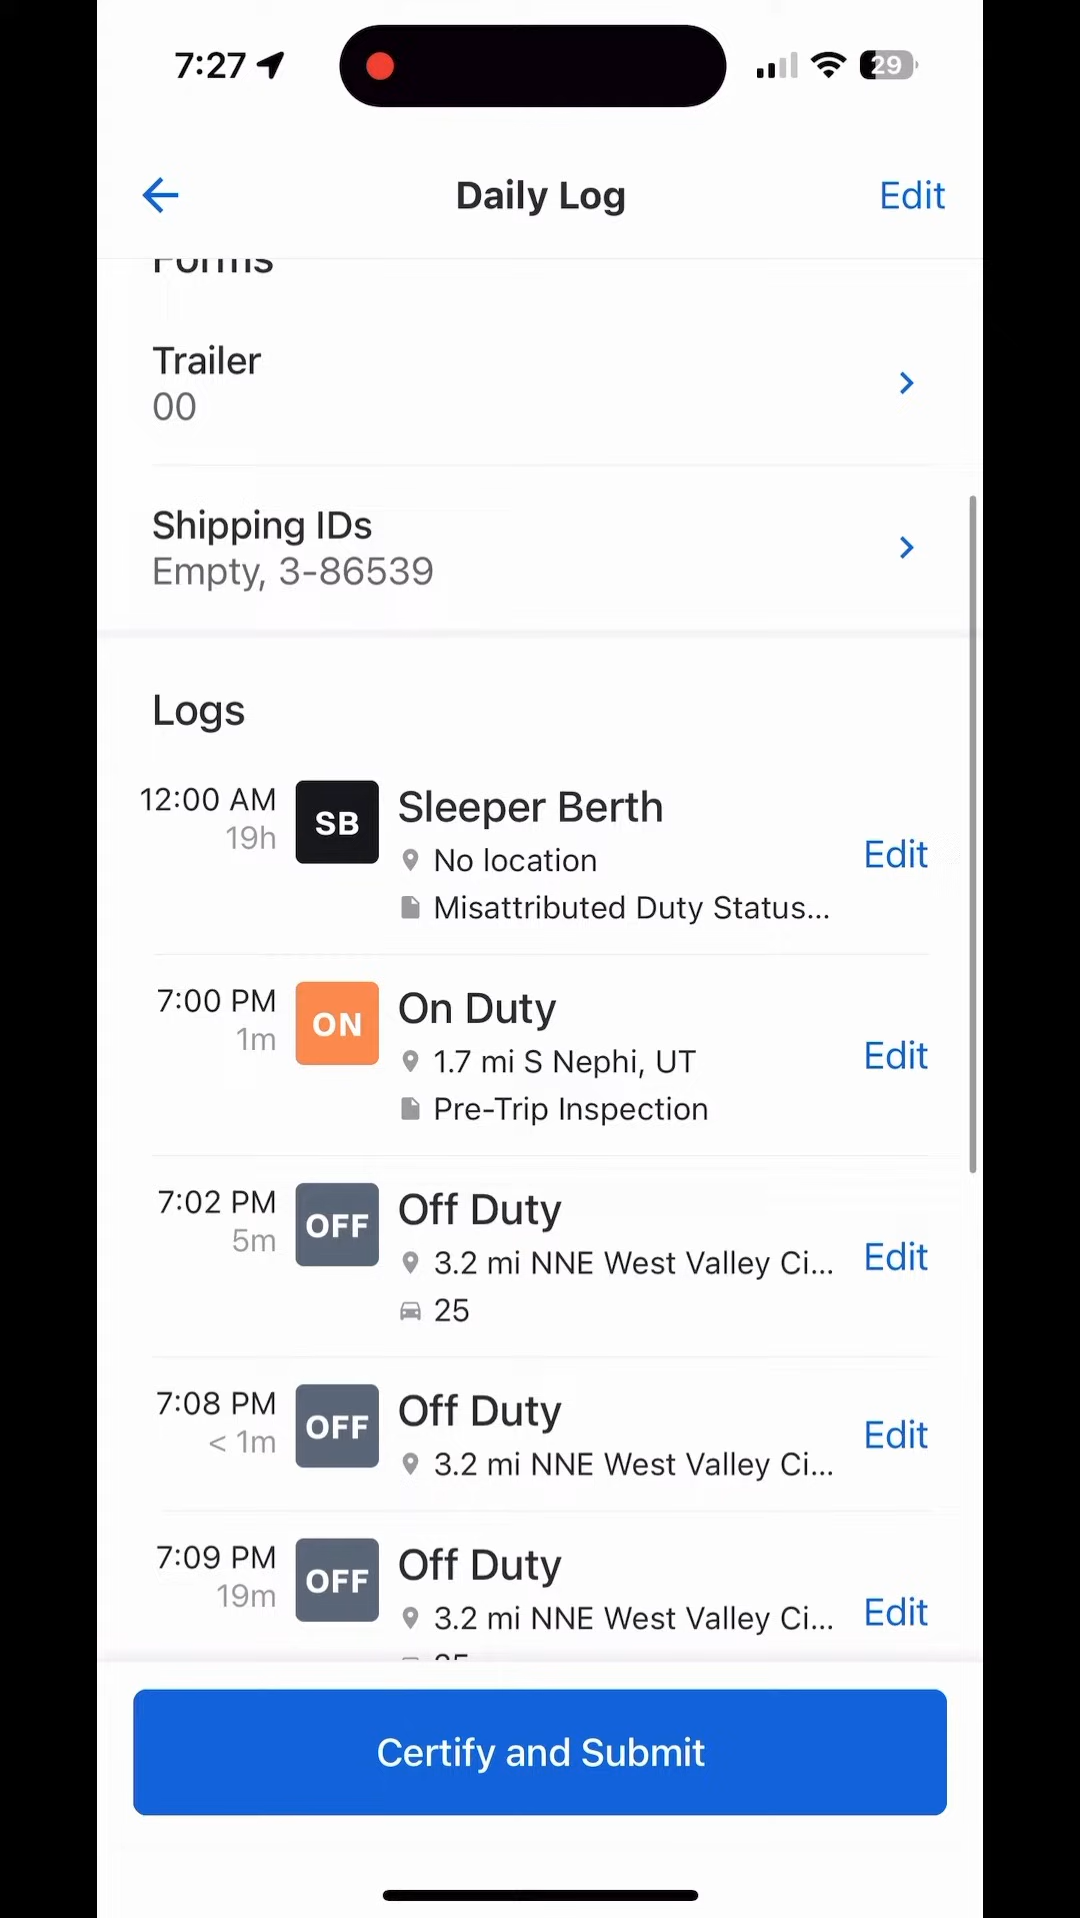 7:27
29
Daily Log
Edit
Forms
Trailer
00
Shipping IDs
Empty, 3-86539
Logs
12:00 AM
19h
SB
Sleeper Berth
No location
Misattributed Duty Status...
Edit
7:00 PM
1m
ON
On Duty
1.7 mi S Nephi, UT
Pre-Trip Inspection
Edit
7:02 PM
5m
OFF
Off Duty
3.2 mi NNE West Valley Ci...
25
Edit
7:08 PM
< 1m
OFF
Off Duty
3.2 mi NNE West Valley Ci...
Edit
7:09 PM
19m
OFF
Off Duty
3.2 mi NNE West Valley Ci...
Edit
Certify and Submit